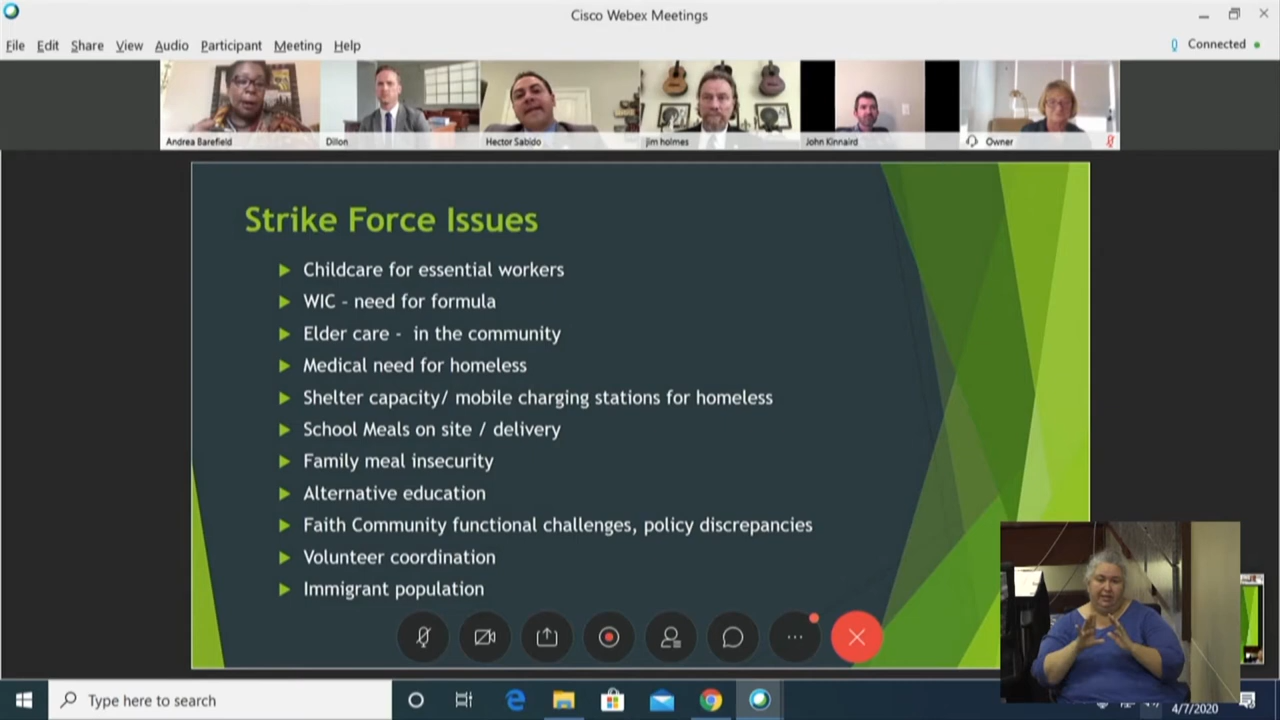 Cisco Webex Meetings
File Edit Share View Audio Participant Meeting Help
Connected
Andrea Barefield
Dillon
Hector Sabido
jim holmes
John Kinnaird
Owner
Strike Force Issues
Childcare for essential workers
WIC - need for formula
Elder care - in the community
Medical need for homeless
Shelter capacity/ mobile charging stations for homeless
School Meals on site / delivery
Family meal insecurity
Alternative education
Faith Community functional challenges, policy discrepancies
Volunteer coordination
Immigrant population
Type here to search
4/7/2020